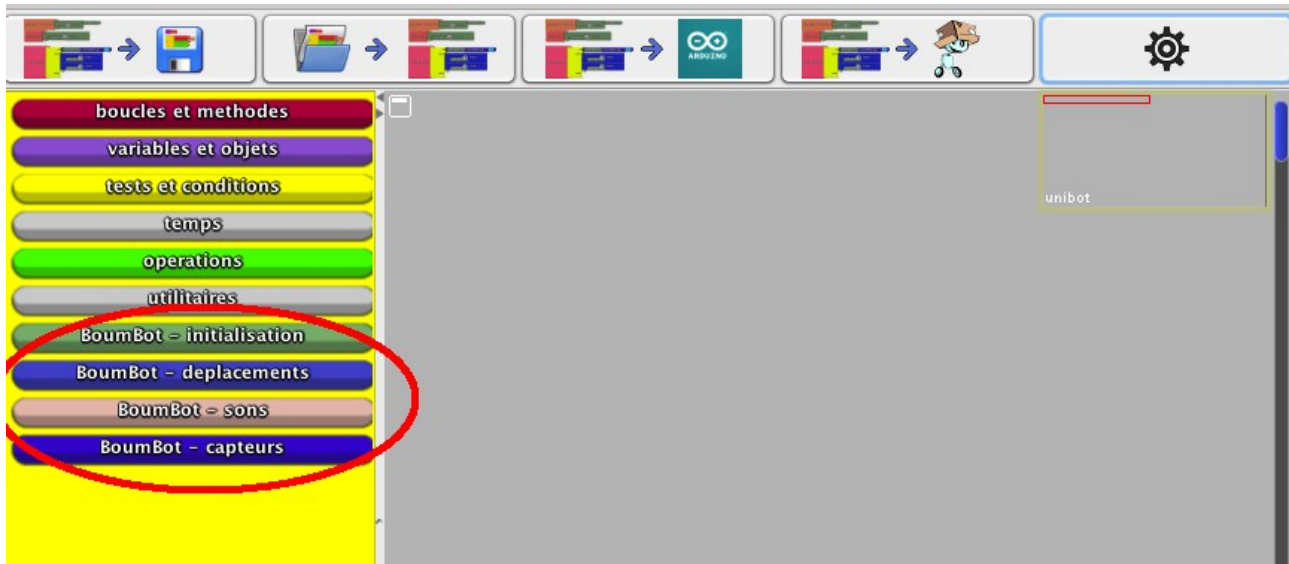 ARDUINO
boucles et methodes
variables et objets
tests et conditions
temps
operations
utilitaires
BoumBot - initialisation
BoumBot - deplacements
BoumBot - sons
BoumBot - capteurs
unibot